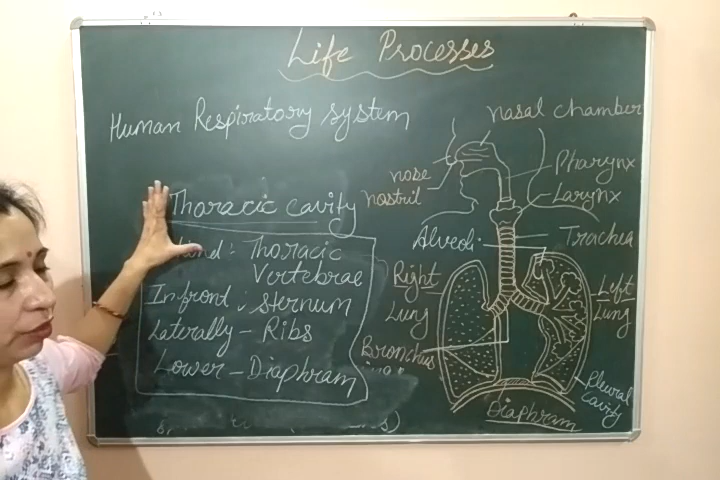 Life Processes
Human Respiratory system
Thoracic cavity
: Thoracic
Vertebrae
In front : Sternum
Laterally – Ribs
Lower – Diaphram
nasal chamber
nose
nostril
Pharynx
Larynx
Alveoli
Trachea
Right
Lung
Left
Lung
Bronchus
Pleural
cavity
Diaphram